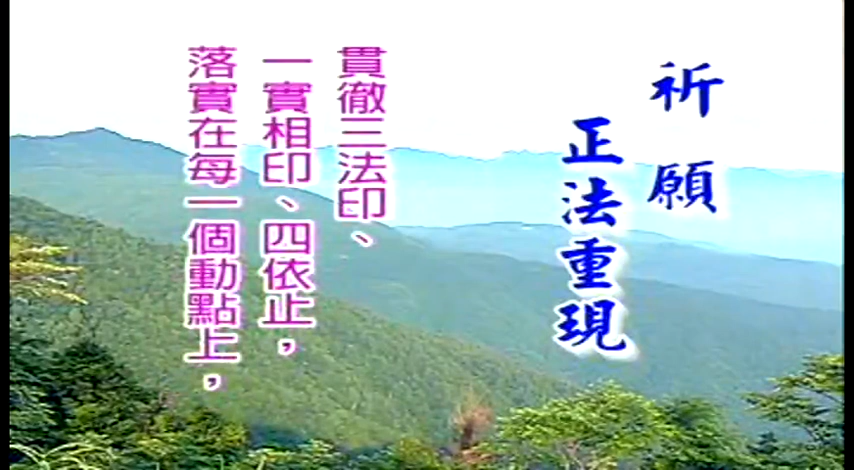 祈願
正法重現
貫徹三法印、
一實相印、四依止，
落實在每一個動點上，